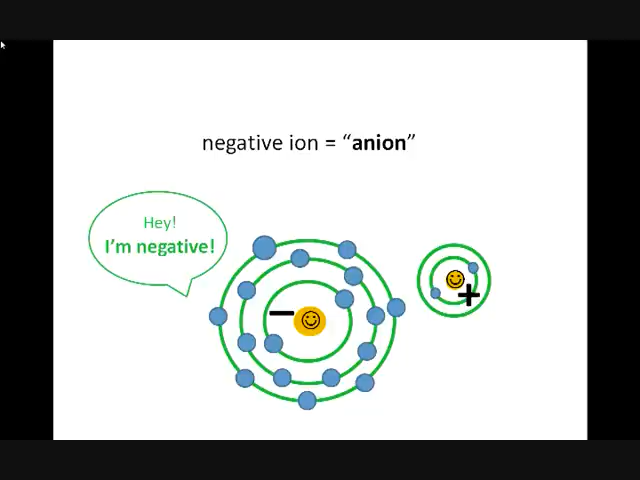 negative ion = “anion”
Hey!
I’m negative!